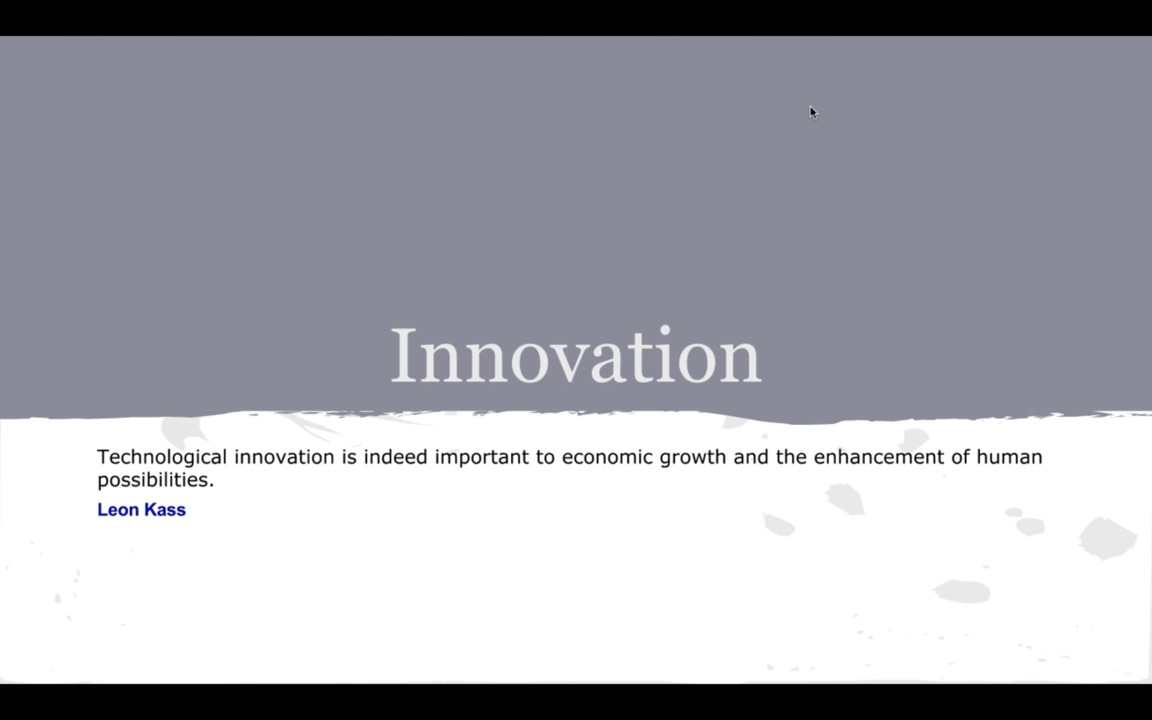 Innovation
Technological innovation is indeed important to economic growth and the enhancement of human
possibilities.
Leon Kass